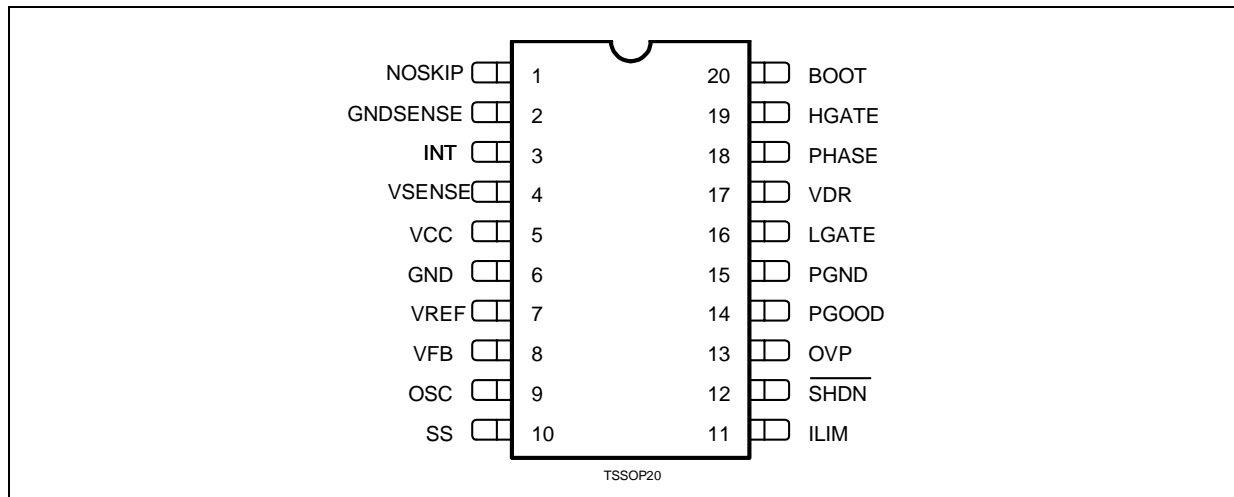 NOSKIP 1 20 BOOT
GNDSENSE 2 19 HGATE
INT 3 18 PHASE
VSENSE 4 17 VDR
VCC 5 16 LGATE
GND 6 15 PGND
VREF 7 14 PGOOD
VFB 8 13 OVP
OSC 9 12 SHDN
SS 10 11 ILIM
TSSOP20